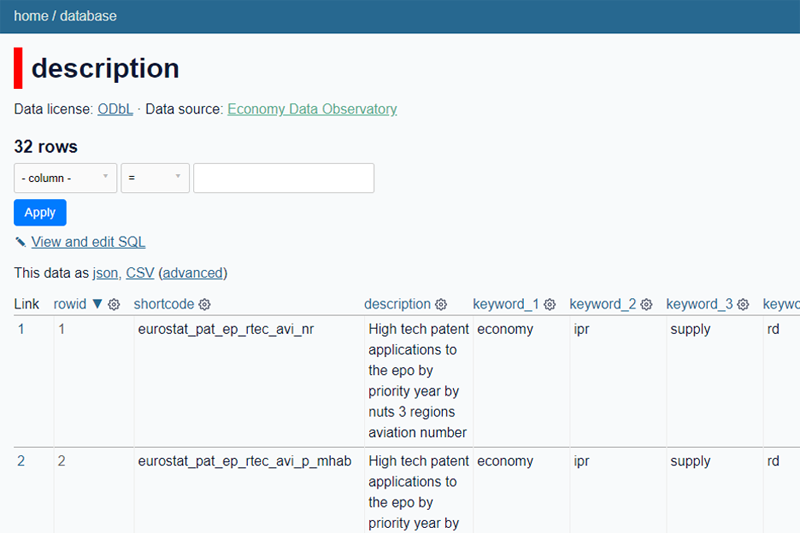 home / database
description
Data license: ODbL · Data source: Economy Data Observatory
32 rows
- column - =
Apply
View and edit SQL
This data as json, CSV (advanced)
Link rowid ▼ shortcode description keyword_1 keyword_2 keyword_3 keywo
1 1 eurostat_pat_ep_rtec_avi_nr High tech patent economy ipr supply rd
applications to
the epo by
priority year by
nuts 3 regions
aviation number
2 2 eurostat_pat_ep_rtec_avi_p_mhab High tech patent economy ipr supply rd
applications to
the epo by
priority year by